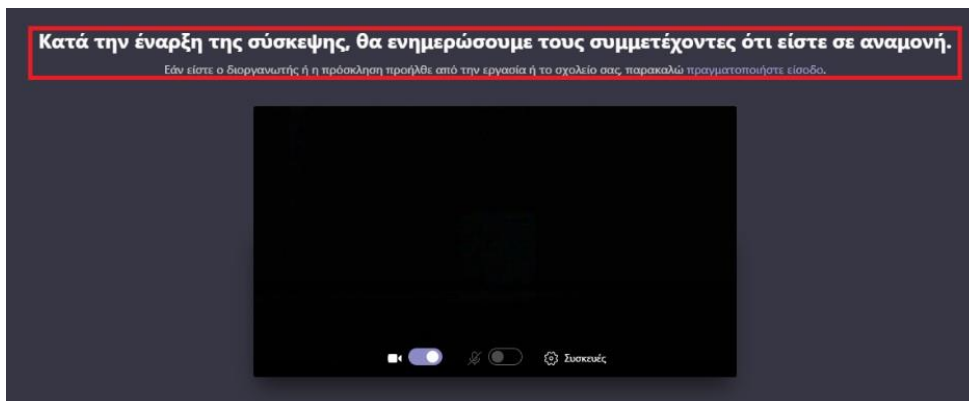 Κατά την έναρξη της σύσκεψης, θα ενημερώσουμε τους συμμετέχοντες ότι είστε σε αναμονή.
Εάν είστε ο διοργανωτής ή η πρόσκληση προήλθε από την εργασία ή το σχολείο σας, παρακαλώ πραγματοποιήστε είσοδο.
Συσκευές